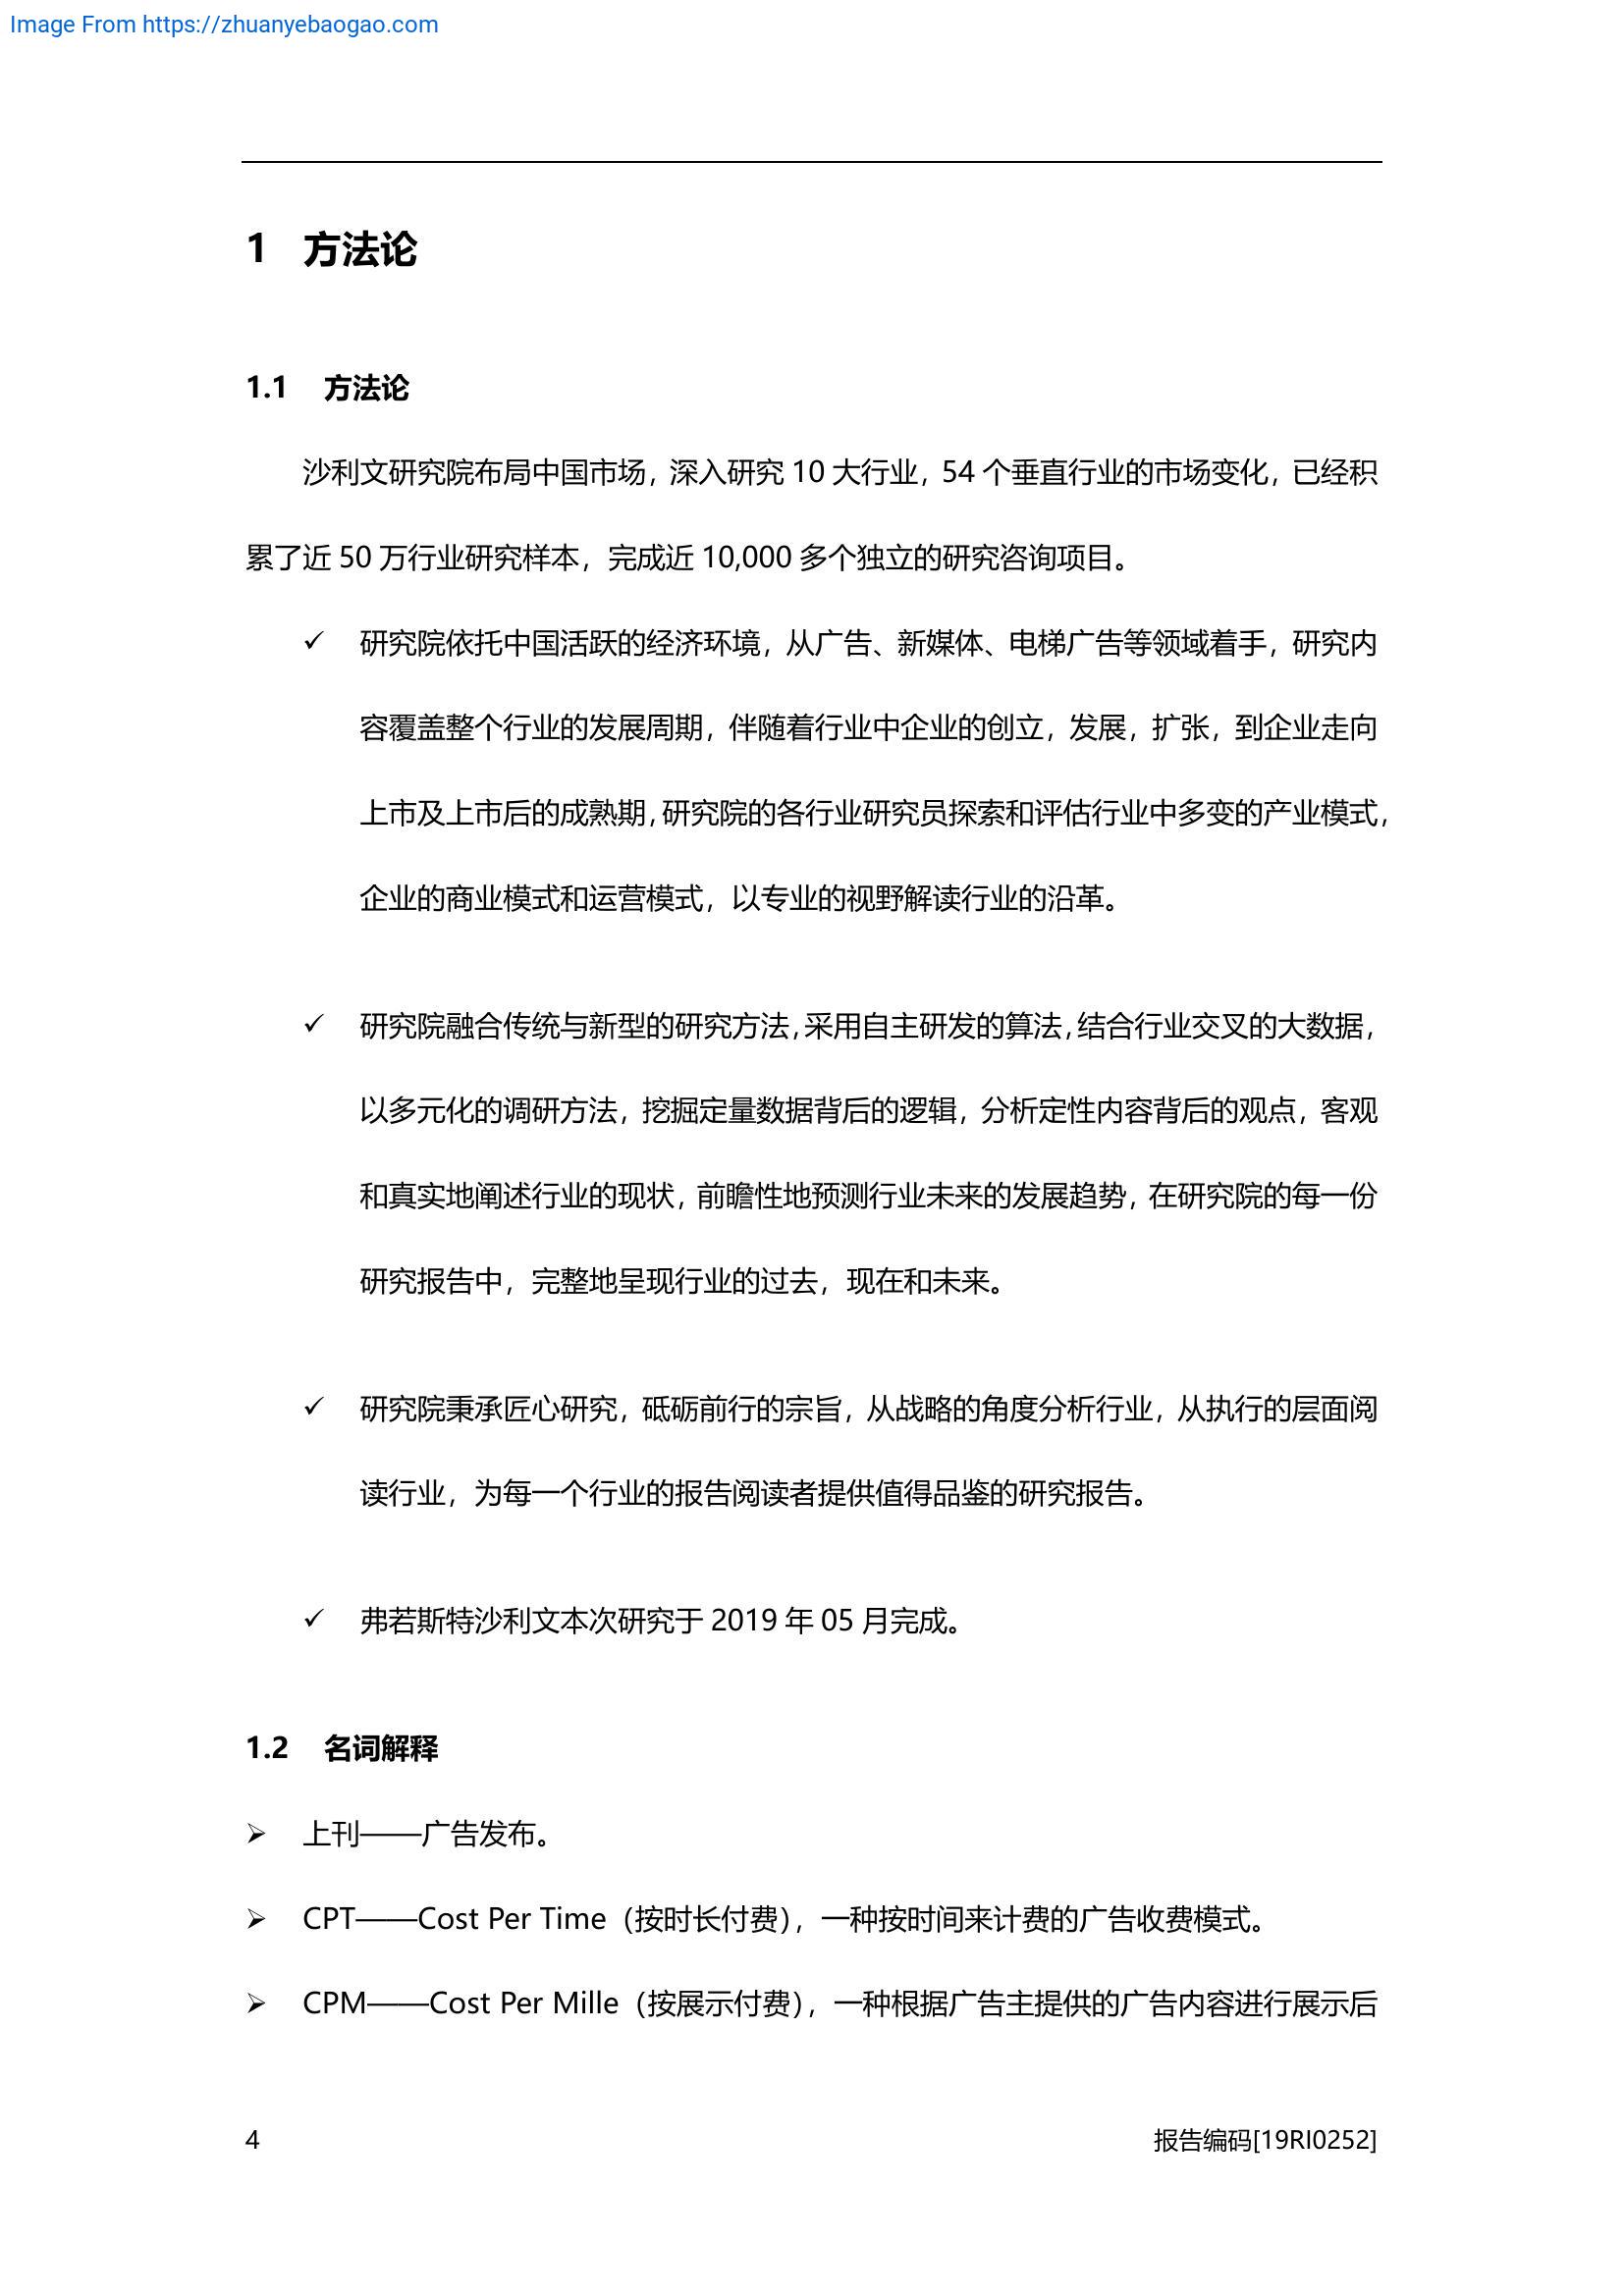 Image From https://zhuanyebaogao.com
1 方法论
1.1 方法论
沙利文研究院布局中国市场，深入研究 10 大行业，54 个垂直行业的市场变化，已经积
累了近 50 万行业研究样本，完成近 10,000 多个独立的研究咨询项目。
✓ 研究院依托中国活跃的经济环境，从广告、新媒体、电梯广告等领域着手，研究内
容覆盖整个行业的发展周期，伴随着行业中企业的创立，发展，扩张，到企业走向
上市及上市后的成熟期，研究院的各行业研究员探索和评估行业中多变的产业模式，
企业的商业模式和运营模式，以专业的视野解读行业的沿革。
✓ 研究院融合传统与新型的研究方法，采用自主研发的算法，结合行业交叉的大数据，
以多元化的调研方法，挖掘定量数据背后的逻辑，分析定性内容背后的观点，客观
和真实地阐述行业的现状，前瞻性地预测行业未来的发展趋势，在研究院的每一份
研究报告中，完整地呈现行业的过去，现在和未来。
✓ 研究院秉承匠心研究，砥砺前行的宗旨，从战略的角度分析行业，从执行的层面阅
读行业，为每一个行业的报告阅读者提供值得品鉴的研究报告。
✓ 弗若斯特沙利文本次研究于 2019 年 05 月完成。
1.2 名词解释
➢ 上刊——广告发布。
➢ CPT——Cost Per Time（按时长付费），一种按时间来计费的广告收费模式。
➢ CPM——Cost Per Mille（按展示付费），一种根据广告主提供的广告内容进行展示后
4 报告编码[19RI0252]